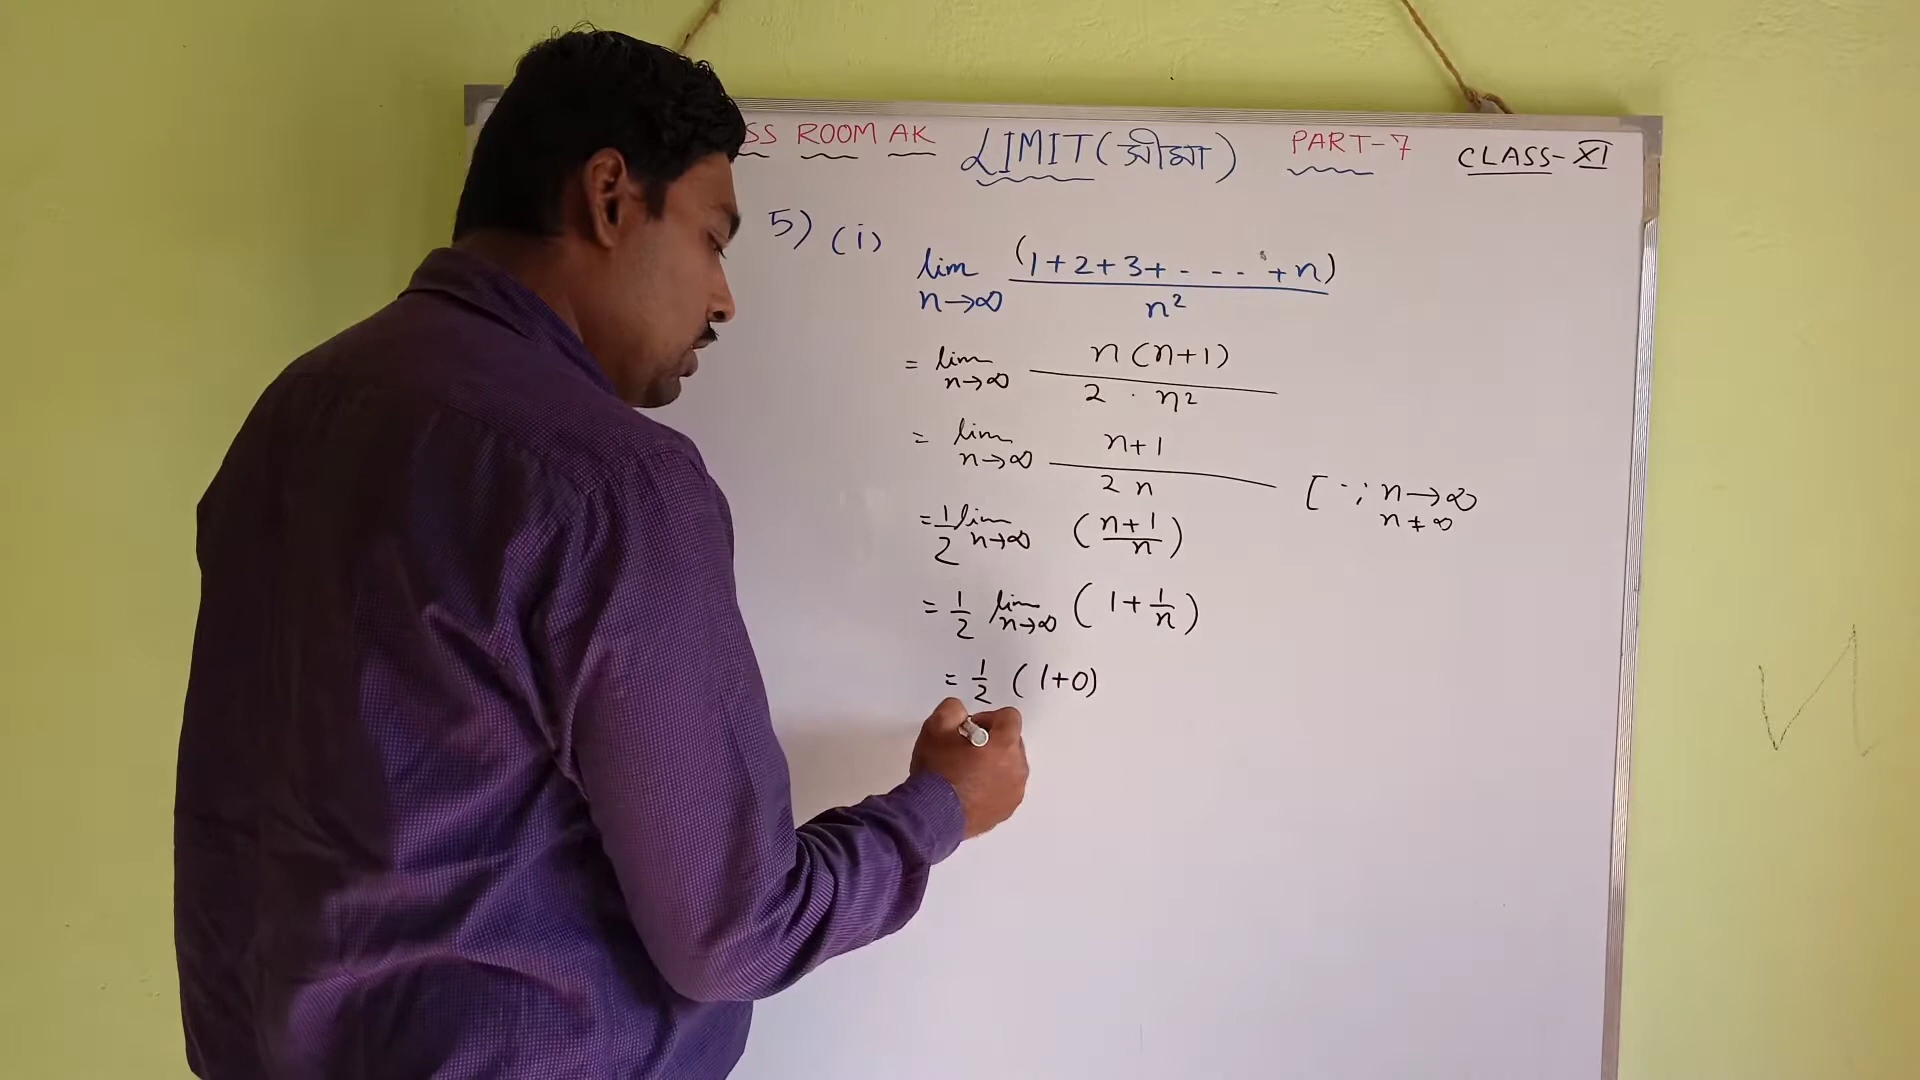 SS ROOM AK LIMIT (সীমা) PART-7 CLASS-XI
5) (i) lim n→∞ (1+2+3+- - - +n) / n²
= lim n→∞ n(n+1) / 2 · n²
= lim n→∞ n+1 / 2n [∵ n→∞ n≠∞
= 1/2 lim n→∞ (n+1 / n)
= 1/2 lim n→∞ (1+1/n)
= 1/2 (1+0)